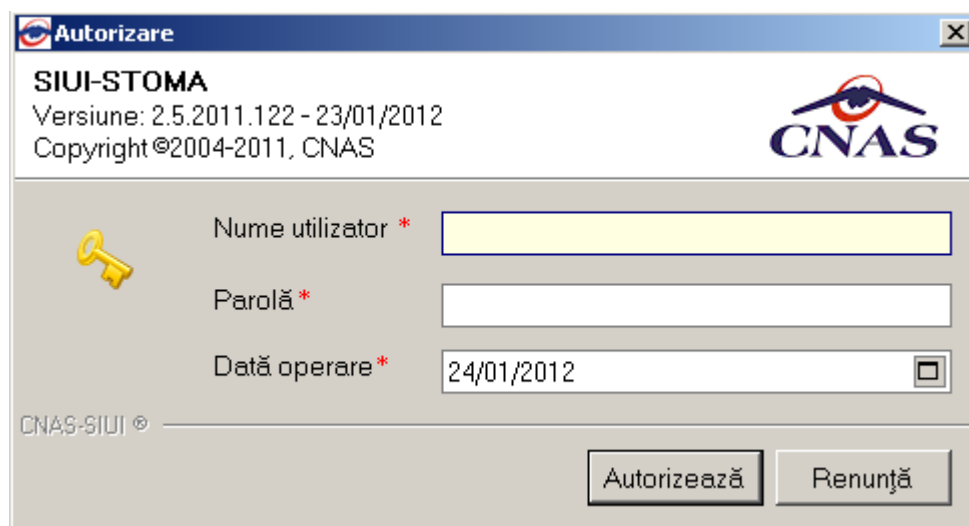 Autorizare
SIUI-STOMA
Versiune: 2.5.2011.122 - 23/01/2012
Copyright ©2004-2011, CNAS
CNAS
Nume utilizator *
Parolă *
Dată operare *
24/01/2012
CNAS-SIUI ®
Autorizează
Renunţă